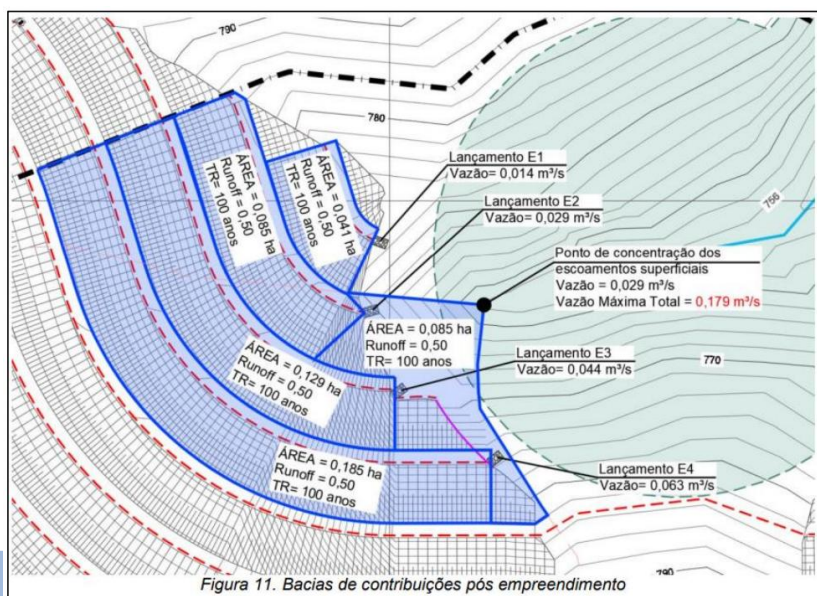 790
780
Lançamento E1
Vazão= 0,014 m³/s
ÁREA = 0,041 ha
Runoff = 0,50
TR= 100 anos
ÁREA = 0,085 ha
Runoff = 0,50
TR= 100 anos
Lançamento E2
Vazão= 0,029 m³/s
756
Ponto de concentração dos
escoamentos superficiais
Vazão = 0,029 m³/s
Vazão Máxima Total = 0,179 m³/s
ÁREA = 0,085 ha
Runoff = 0,50
TR= 100 anos
Lançamento E3
Vazão= 0,044 m³/s
770
ÁREA = 0,129 ha
Runoff = 0,50
TR= 100 anos
ÁREA = 0,185 ha
Runoff = 0,50
TR= 100 anos
Lançamento E4
Vazão= 0,063 m³/s
790
Figura 11. Bacias de contribuições pós empreendimento